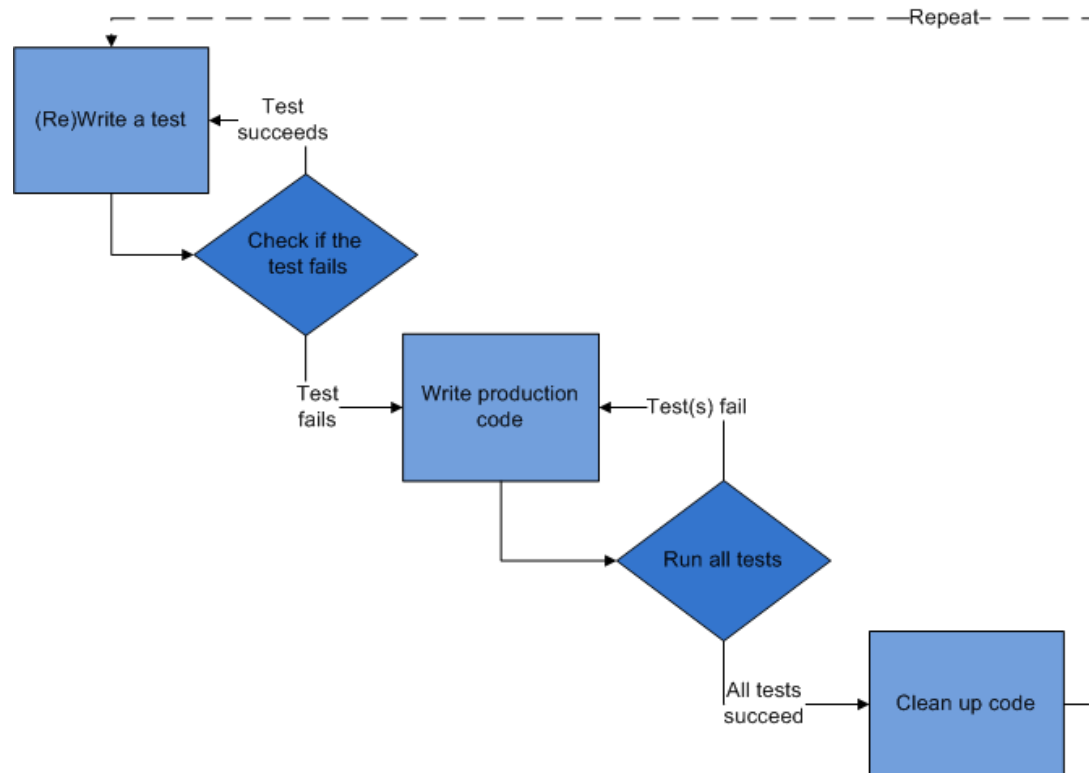 Repeat
(Re)Write a test
Test
succeeds
Check if the
test fails
Test
fails
Write production
code
Test(s) fail
Run all tests
All tests
succeed
Clean up code